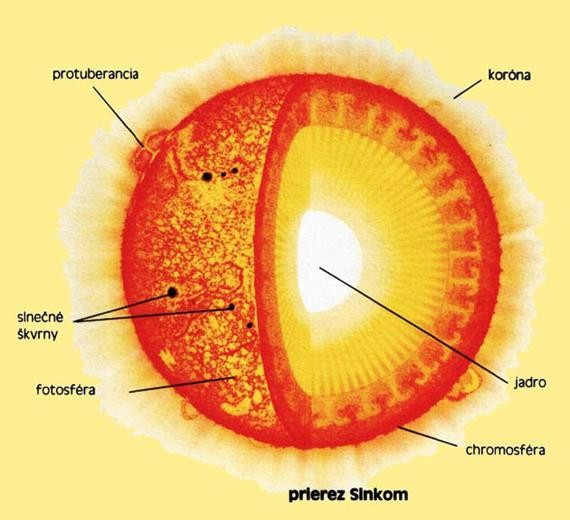 protuberancia
koróna
slnečné
škvrny
fotosféra
jadro
chromosféra
prierez Slnkom